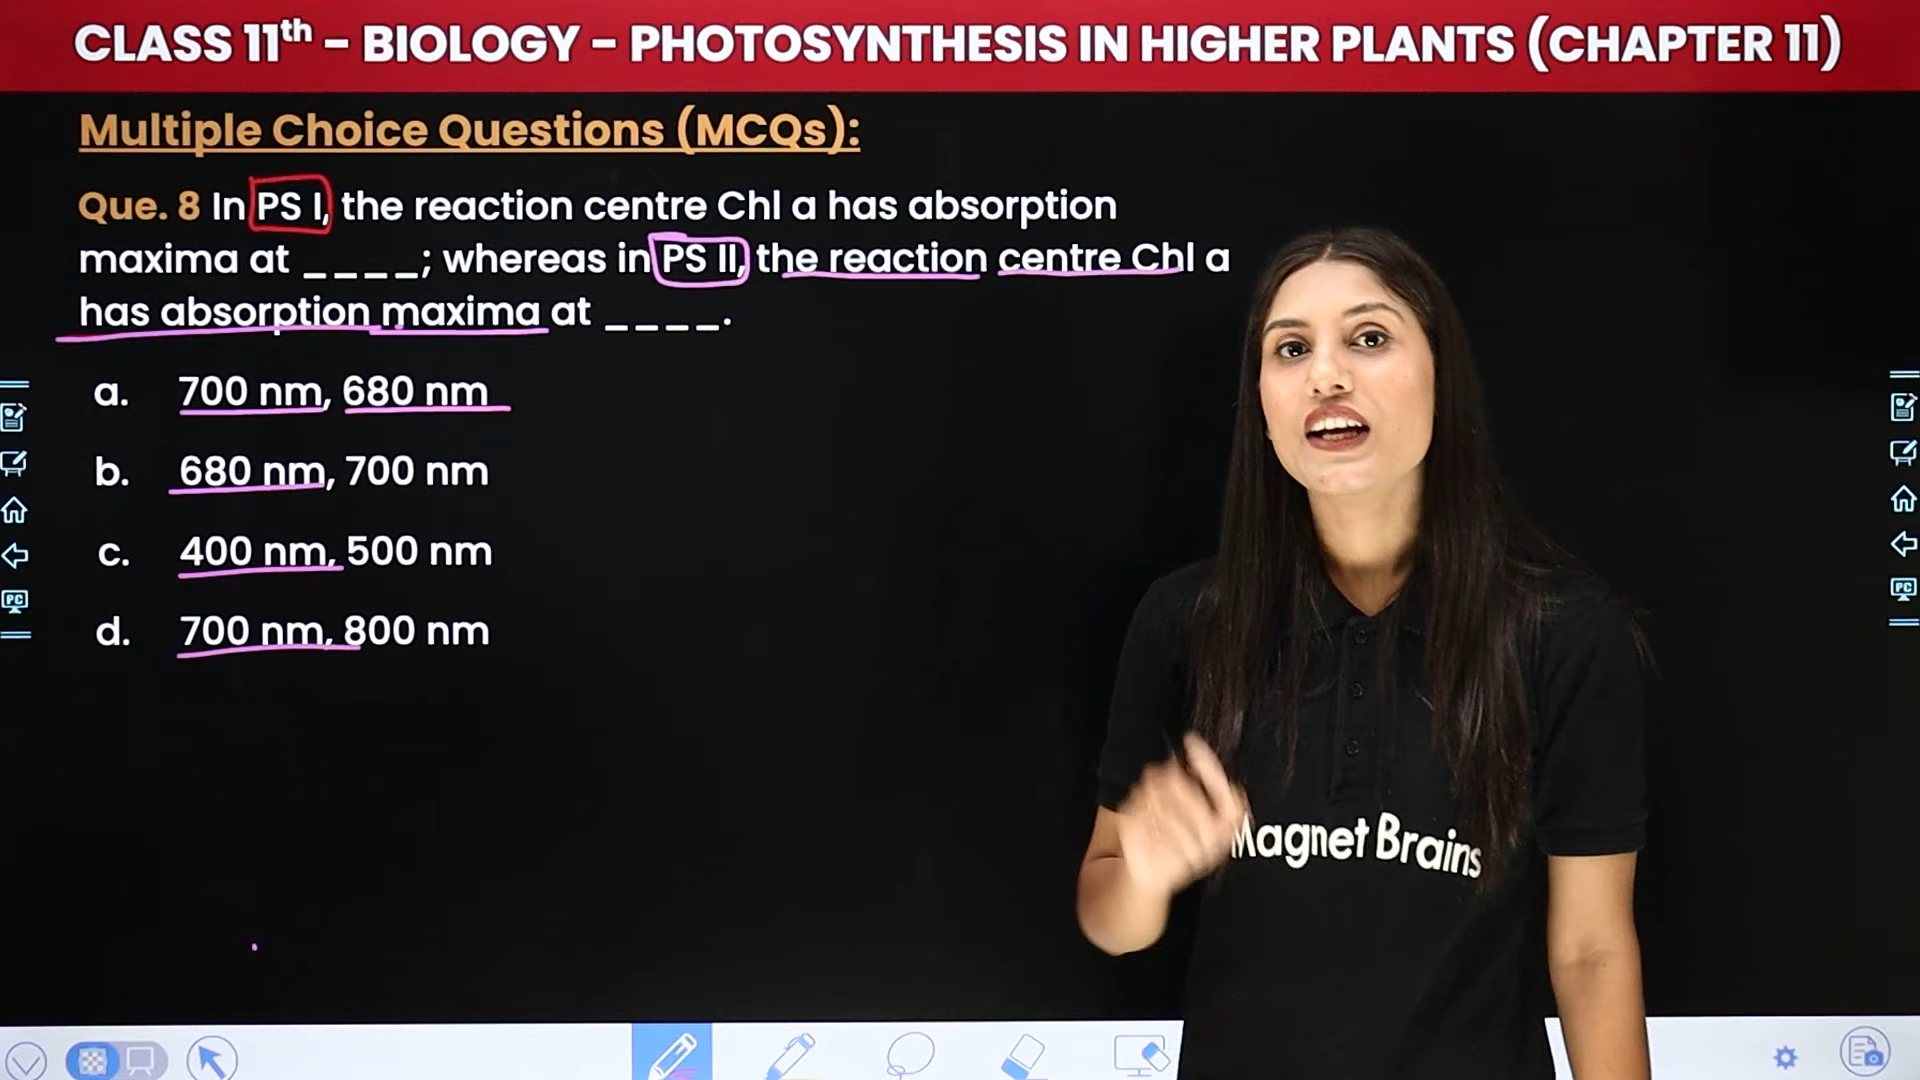 CLASS 11th - BIOLOGY - PHOTOSYNTHESIS IN HIGHER PLANTS (CHAPTER 11)
Multiple Choice Questions (MCQs):
Que. 8 In PS I, the reaction centre Chl a has absorption
maxima at ____; whereas in PS II, the reaction centre Chl a
has absorption maxima at ____.
a. 700 nm, 680 nm
b. 680 nm, 700 nm
c. 400 nm, 500 nm
d. 700 nm, 800 nm
PC
PC
Magnet Brains